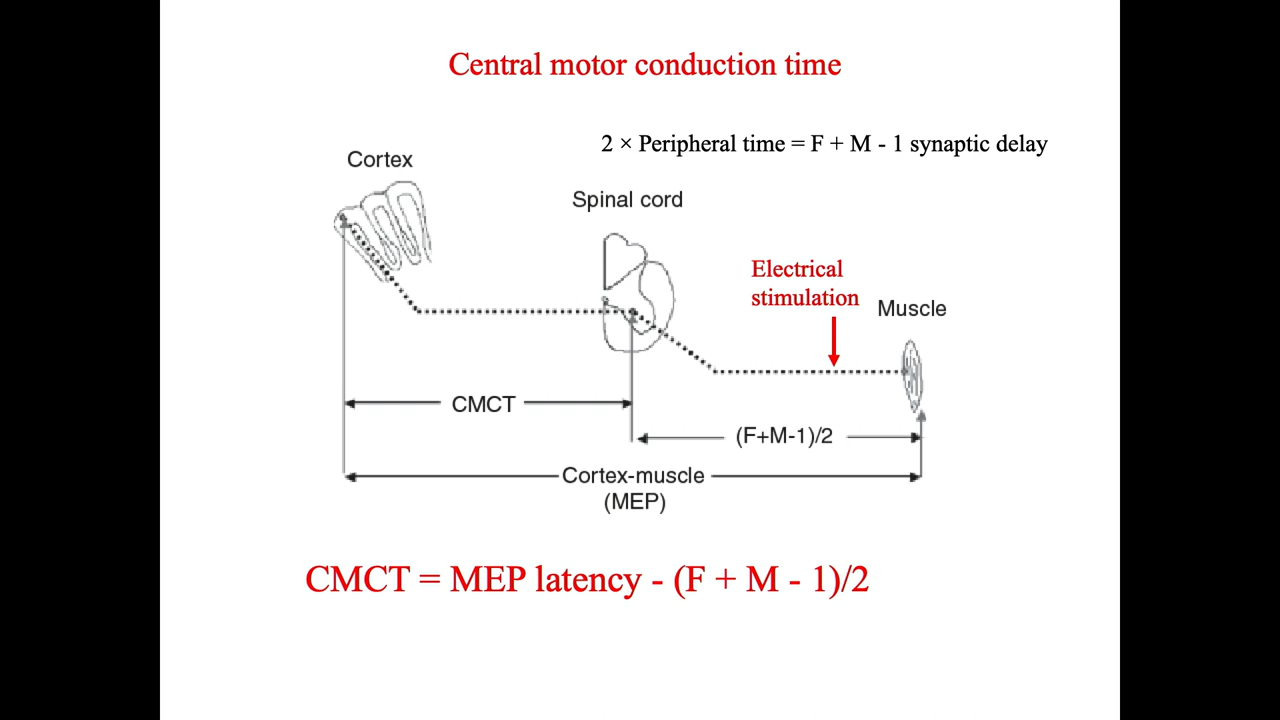 Central motor conduction time
2 × Peripheral time = F + M - 1 synaptic delay
Cortex
Spinal cord
Electrical
stimulation
Muscle
CMCT
(F+M-1)/2
Cortex-muscle
(MEP)
CMCT = MEP latency - (F + M - 1)/2